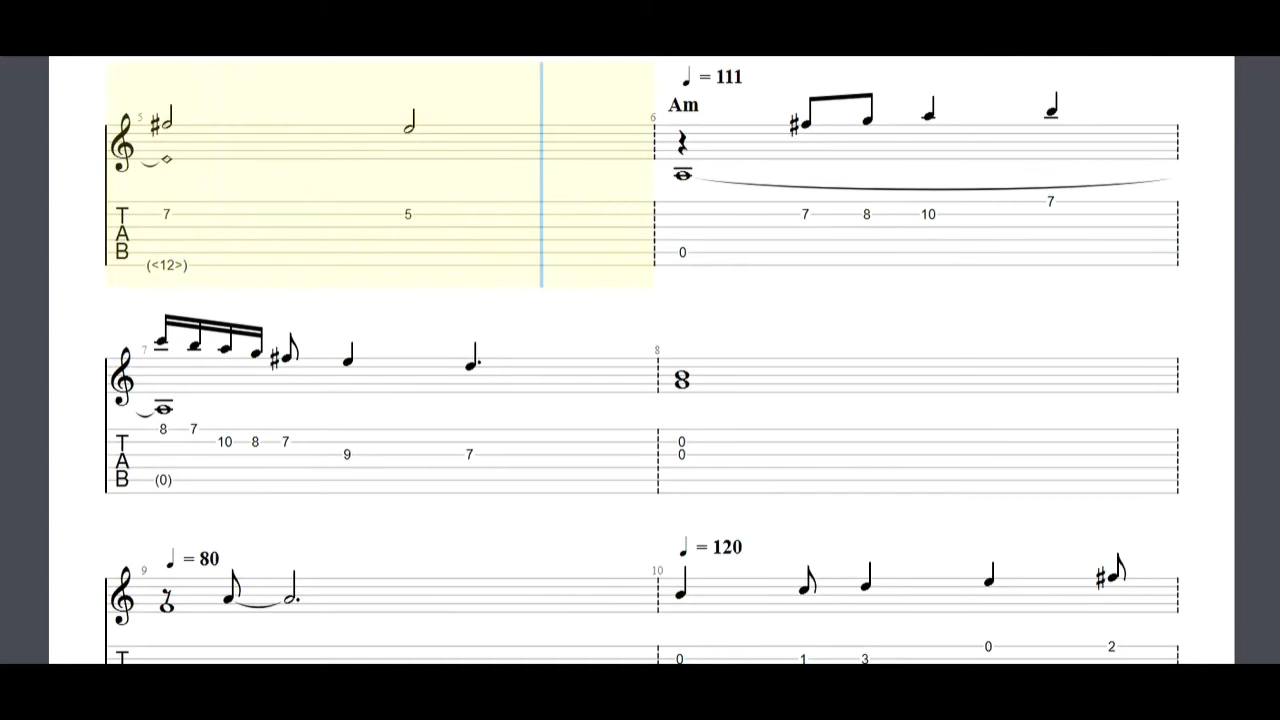 ♩ = 111
Am
5 6
7 5 7 8 10 7
T
A
B
0
(<12>)
7 8
8 7
10 8 7 0
T
A
B
9 7 0
(0)
♩ = 80 ♩ = 120
9 10
0 2
T 0 1 3